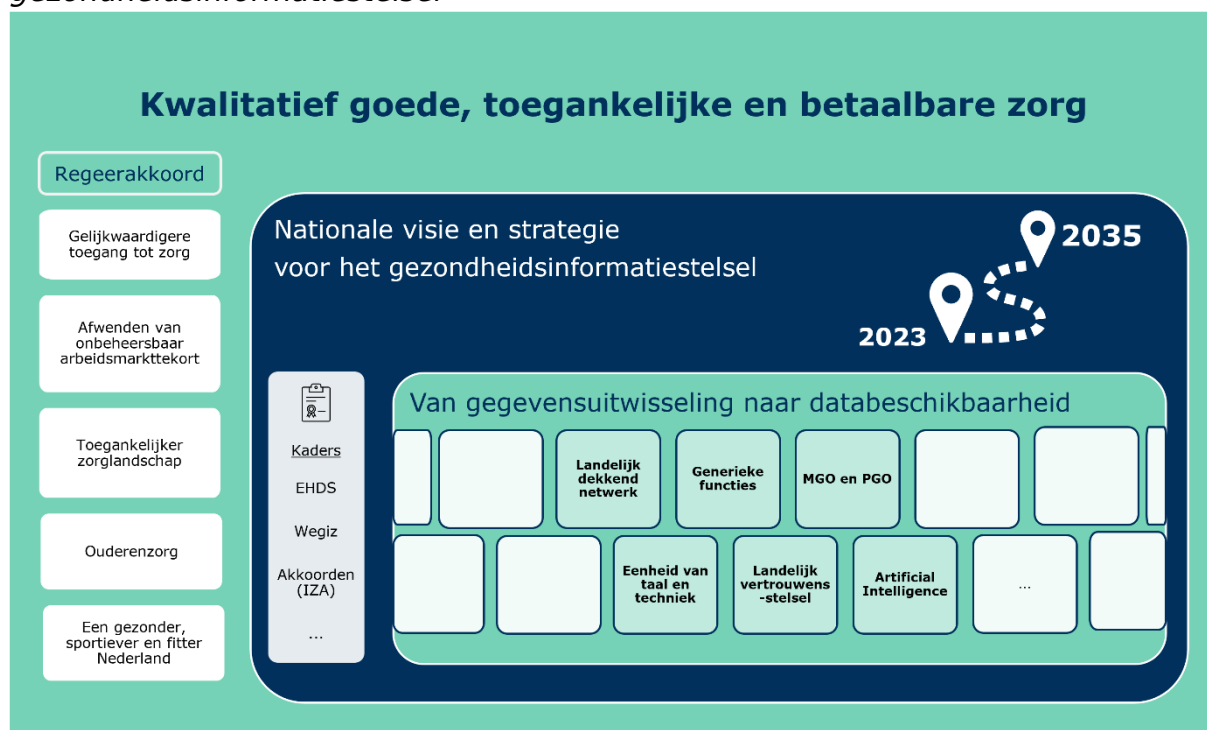 gezondheidsinformatiestelsel
Kwalitatief goede, toegankelijke en betaalbare zorg
Regeerakkoord
Gelijkwaardigere
toegang tot zorg
Afwenden van
onbeheersbaar
arbeidsmarkttekort
Toegankelijker
zorglandschap
Ouderenzorg
Een gezonder,
sportiever en fitter
Nederland
Nationale visie en strategie
voor het gezondheidsinformatiestelsel
2035
2023
Kaders
EHDS
Wegiz
Akkoorden
(IZA)
...
Van gegevensuitwisseling naar databeschikbaarheid
Landelijk
dekkend
netwerk
Generieke
functies
MGO en PGO
Eenheid van
taal en
techniek
Landelijk
vertrouwens
-stelsel
Artificial
Intelligence
...